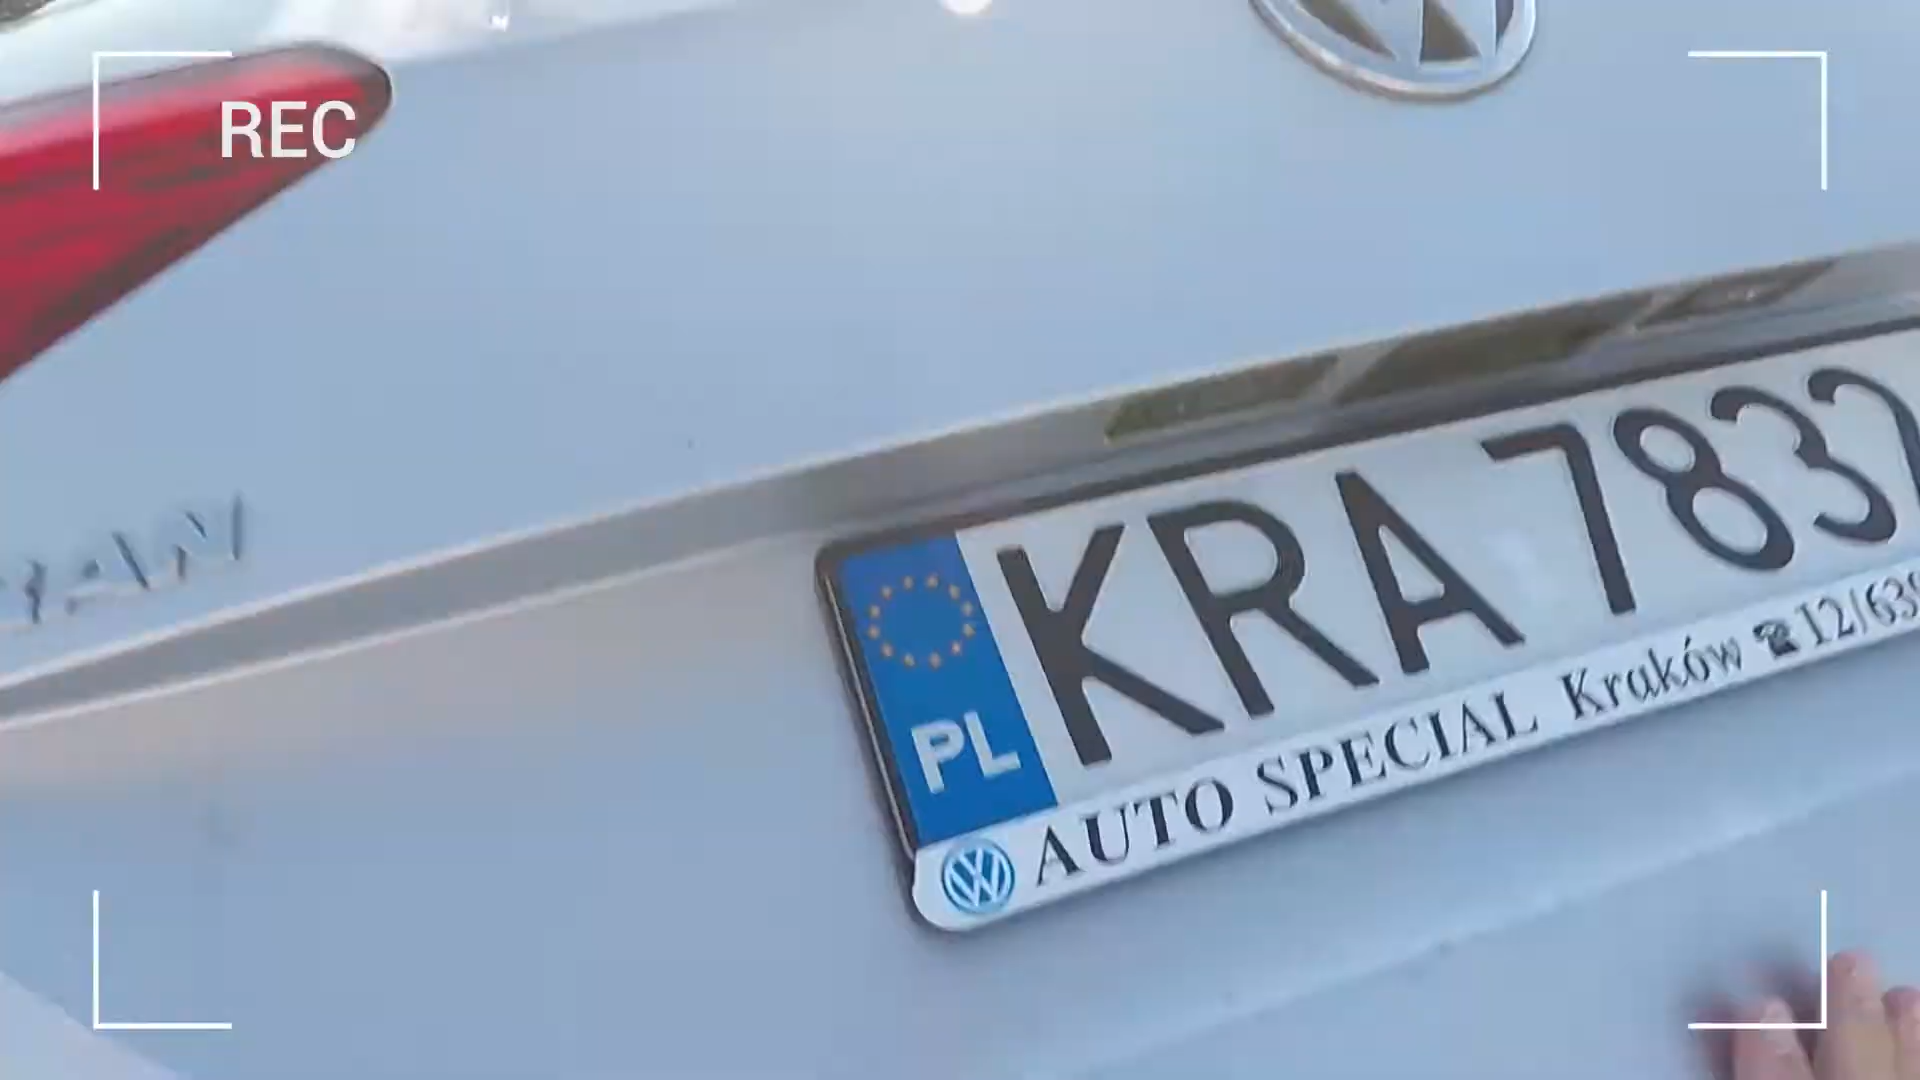 REC
KRA 783
PL
AUTO SPECIAL Kraków ☎12/63